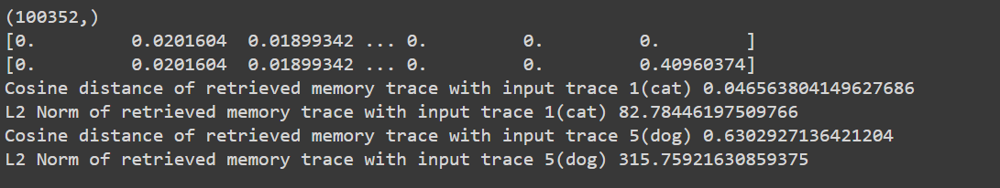 (100352,)
[0.         0.0201604  0.01899342 ... 0.         0.         0.        ]
[0.         0.0201604  0.01899342 ... 0.         0.         0.40960374]
Cosine distance of retrieved memory trace with input trace 1(cat) 0.046563804149627686
L2 Norm of retrieved memory trace with input trace 1(cat) 82.78446197509766
Cosine distance of retrieved memory trace with input trace 5(dog) 0.6302927136421204
L2 Norm of retrieved memory trace with input trace 5(dog) 315.75921630859375